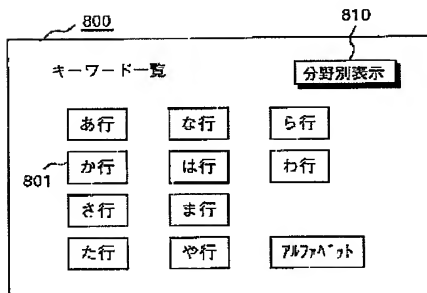 800
810
キーワード一覧
分野別表示
あ行 な行 ら行
か行 は行 わ行
801
さ行 ま行
た行 や行 アルファベット